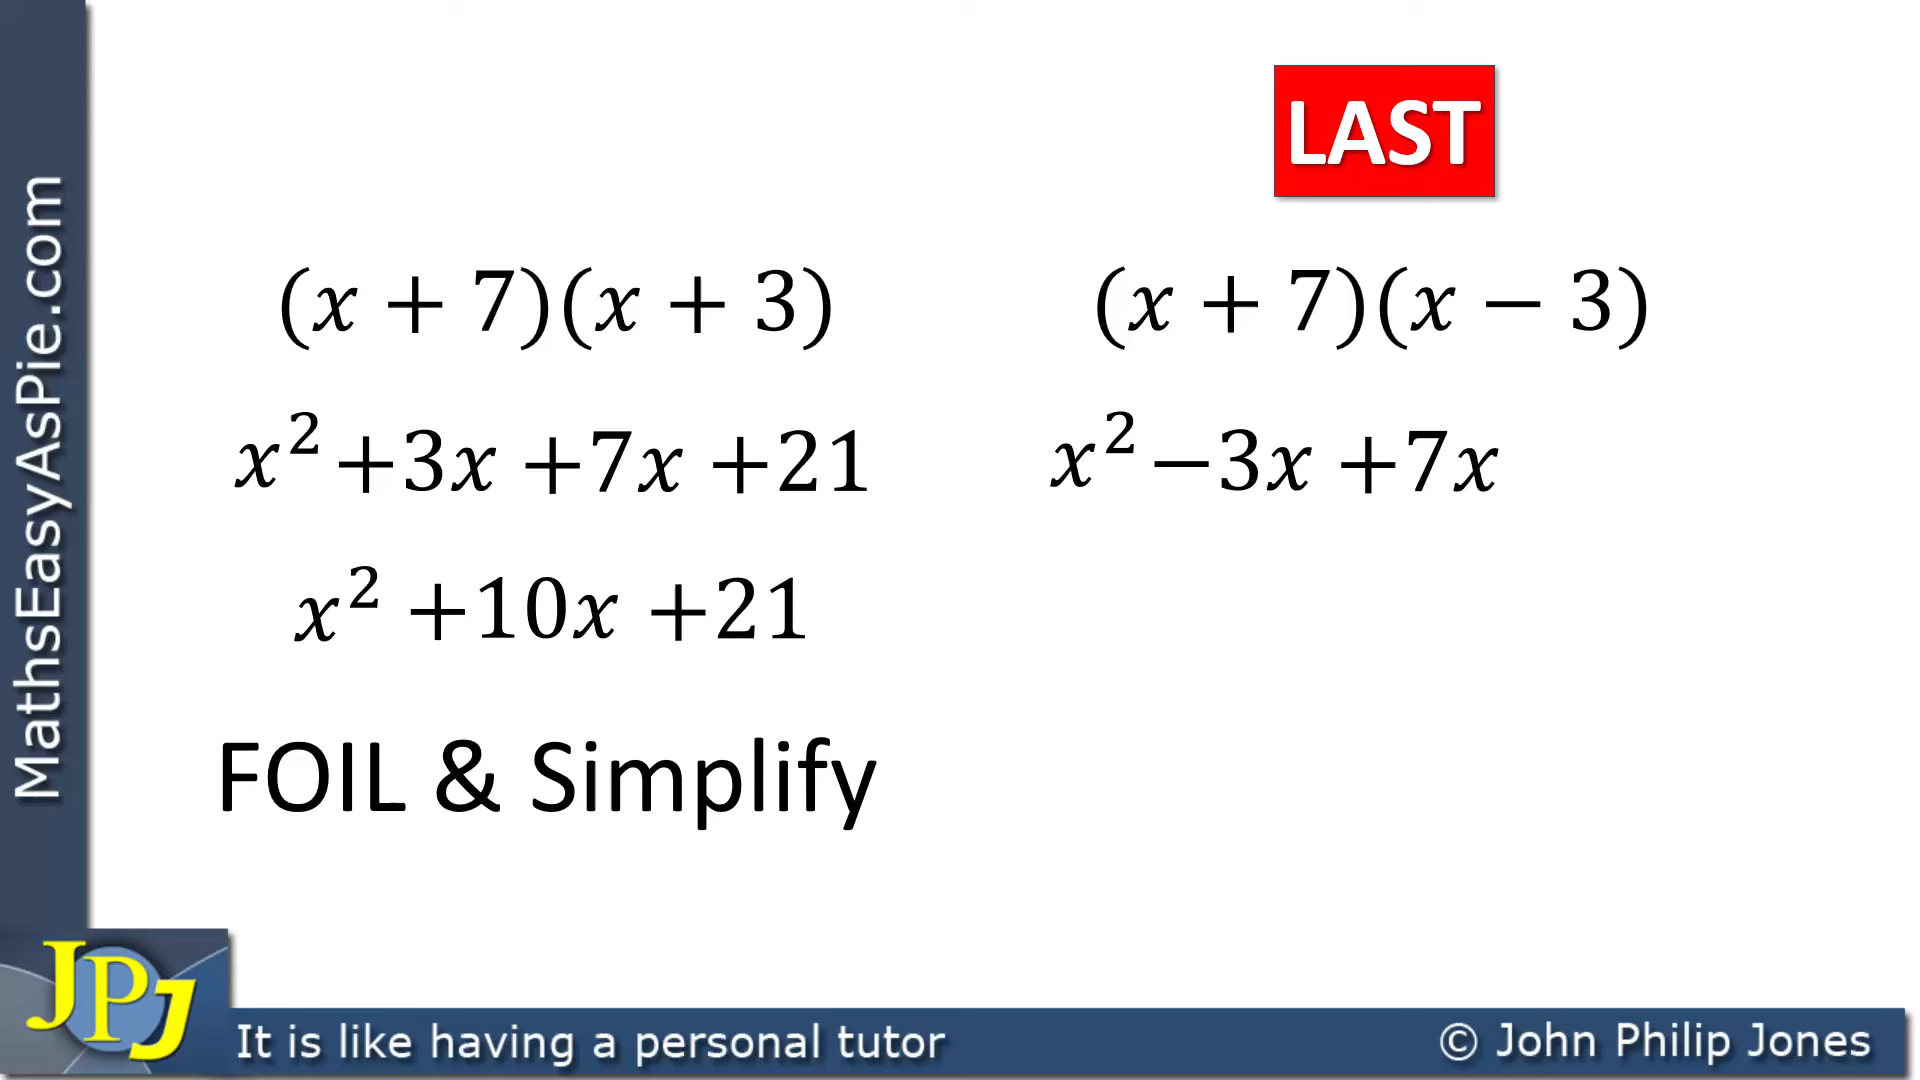 LAST
(x + 7)(x + 3)
x² +3x +7x +21
x² +10x +21
FOIL & Simplify
(x + 7)(x − 3)
x² −3x +7x
MathsEasyAsPie.com
JPJ
It is like having a personal tutor
© John Philip Jones